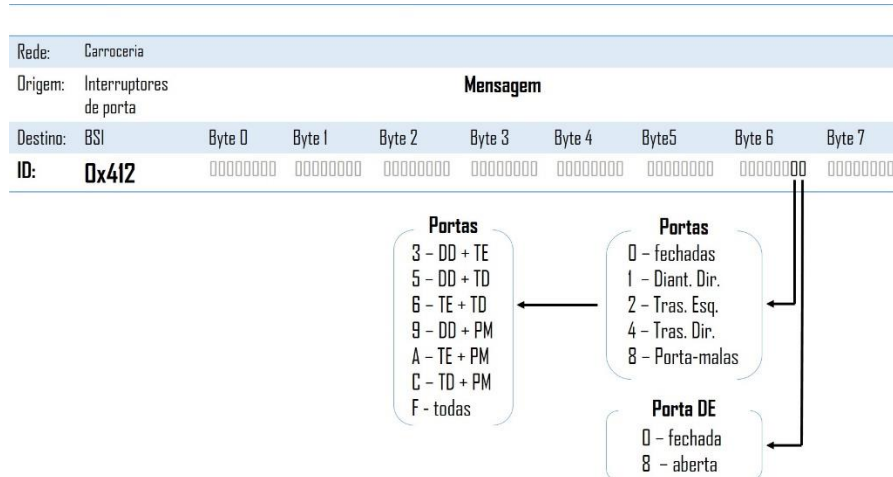 Rede: Carroceria
Origem: Interruptores de porta Mensagem
Destino: BSI Byte 0 Byte 1 Byte 2 Byte 3 Byte 4 Byte5 Byte 6 Byte 7
ID: 0x412 00000000 00000000 00000000 00000000 00000000 00000000 00000000 00000000
Portas
3 – DD + TE
5 – DD + TD
6 – TE + TD
9 – DD + PM
A – TE + PM
C – TD + PM
F - todas
Portas
0 – fechadas
1 – Diant. Dir.
2 – Tras. Esq.
4 – Tras. Dir.
8 – Porta-malas
Porta DE
0 – fechada
8 – aberta